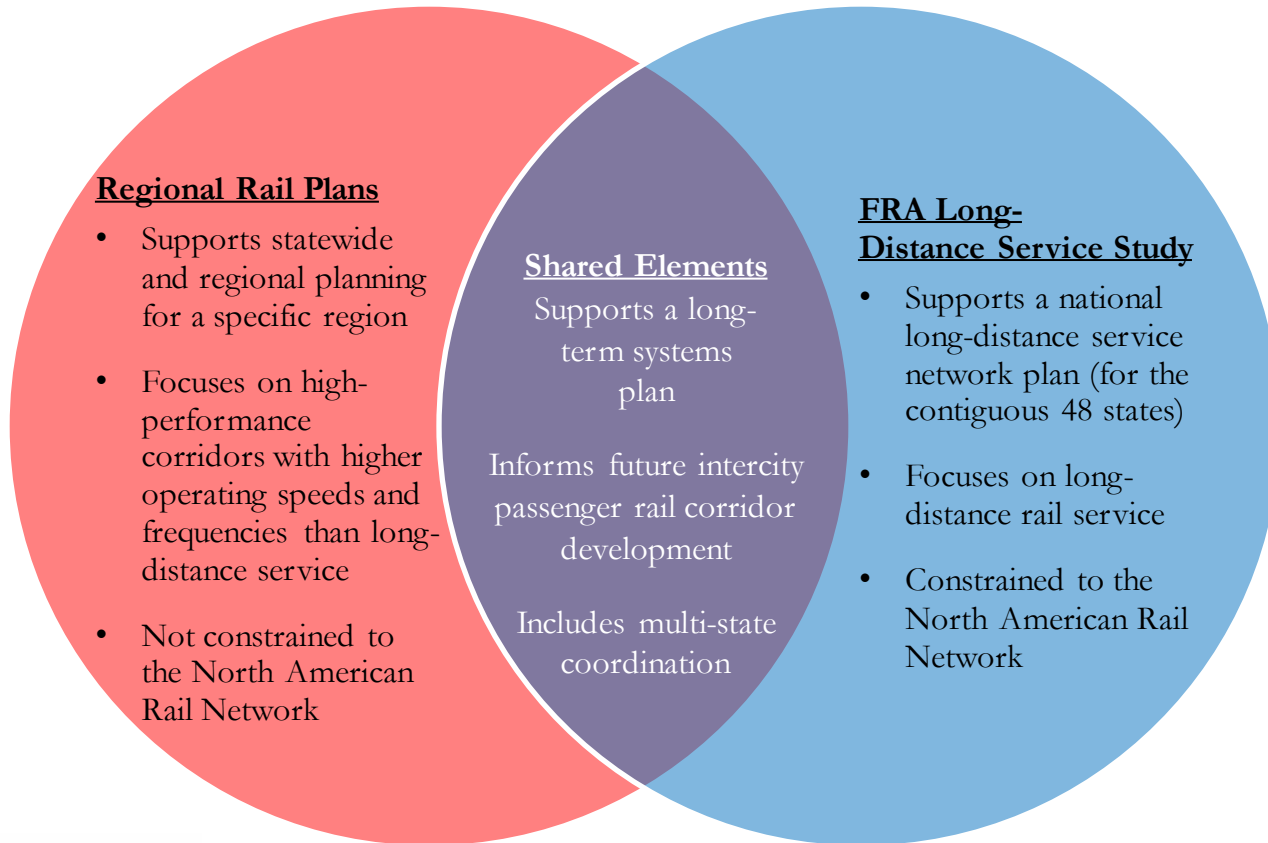 Regional Rail Plans
• Supports statewide
and regional planning
for a specific region
• Focuses on high-
performance
corridors with higher
operating speeds and
frequencies than long-
distance service
• Not constrained to
the North American
Rail Network
Shared Elements
Supports a long-
term systems
plan
Informs future intercity
passenger rail corridor
development
Includes multi-state
coordination
FRA Long-
Distance Service Study
• Supports a national
long-distance service
network plan (for the
contiguous 48 states)
• Focuses on long-
distance rail service
• Constrained to the
North American Rail
Network